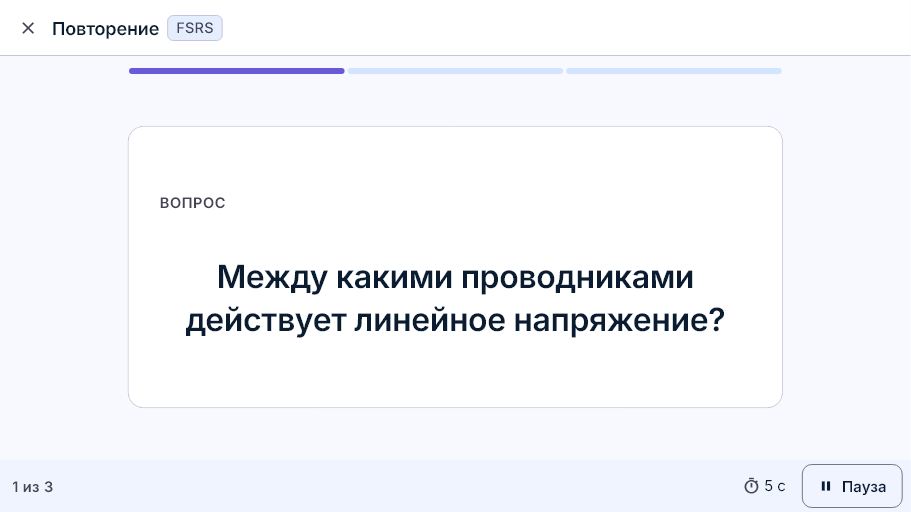 Повторение FSRS
ВОПРОС
Между какими проводниками
действует линейное напряжение?
1 из 3
5 с
Пауза